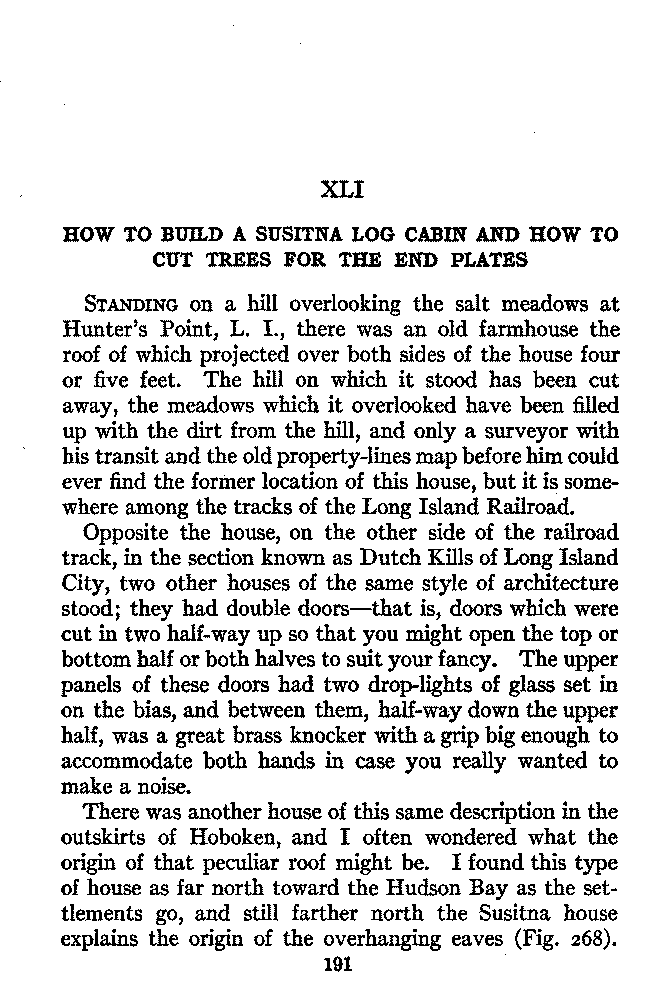 XLI
HOW TO BUILD A SUSITNA LOG CABIN AND HOW TO
CUT TREES FOR THE END PLATES
STANDING on a hill overlooking the salt meadows at
Hunter's Point, L. I., there was an old farmhouse the
roof of which projected over both sides of the house four
or five feet. The hill on which it stood has been cut
away, the meadows which it overlooked have been filled
up with the dirt from the hill, and only a surveyor with
his transit and the old property-lines map before him could
ever find the former location of this house, but it is some-
where among the tracks of the Long Island Railroad.
Opposite the house, on the other side of the railroad
track, in the section known as Dutch Kills of Long Island
City, two other houses of the same style of architecture
stood; they had double doors—that is, doors which were
cut in two half-way up so that you might open the top or
bottom half or both halves to suit your fancy. The upper
panels of these doors had two drop-lights of glass set in
on the bias, and between them, half-way down the upper
half, was a great brass knocker with a grip big enough to
accommodate both hands in case you really wanted to
make a noise.
There was another house of this same description in the
outskirts of Hoboken, and I often wondered what the
origin of that peculiar roof might be. I found this type
of house as far north toward the Hudson Bay as the set-
tlements go, and still farther north the Susitna house
explains the origin of the overhanging eaves (Fig. 268).
191